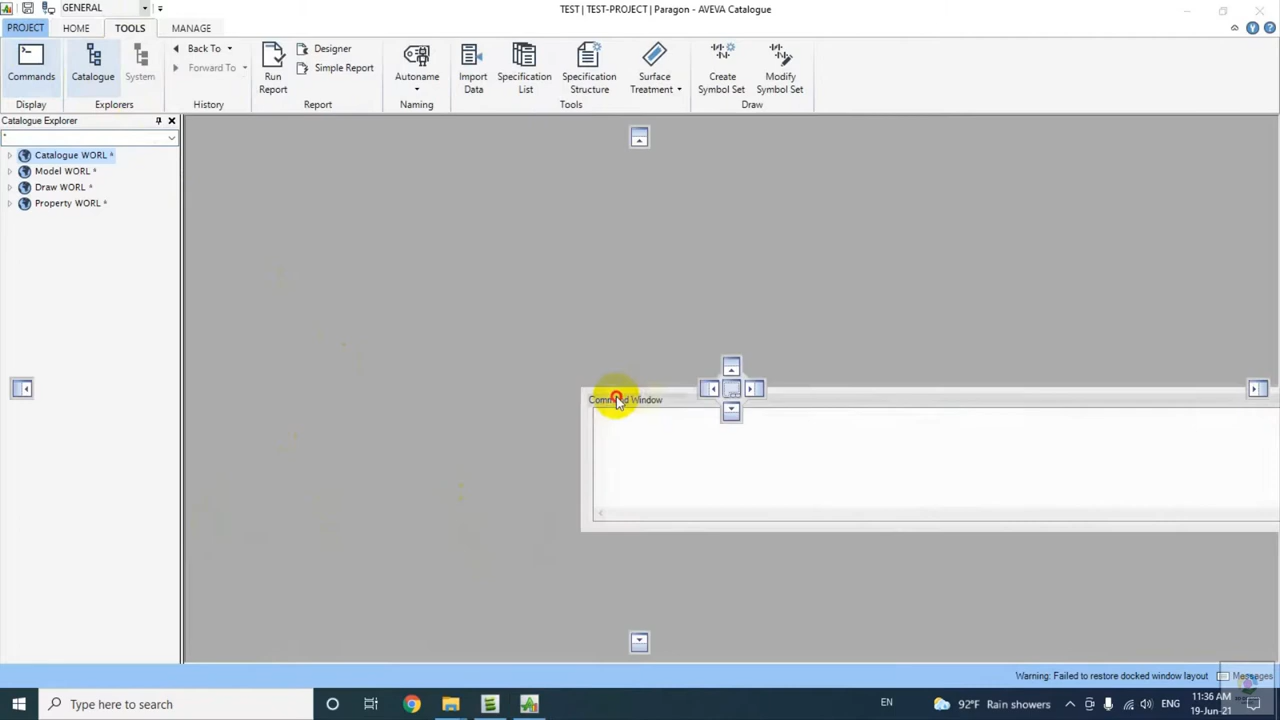 GENERAL
TEST | TEST-PROJECT | Paragon - AVEVA Catalogue
PROJECT HOME TOOLS MANAGE
Commands
Display
Catalogue
System
Explorers
Back To
Forward To
History
Run
Report
Designer
Simple Report
Report
Autoname
Naming
Import
Data
Specification
List
Specification
Structure
Surface
Treatment
Tools
Create
Symbol Set
Modify
Symbol Set
Draw
Catalogue Explorer
*
Catalogue WORL *
Model WORL *
Draw WORL *
Property WORL *
Command Window
Warning: Failed to restore docked window layout
Messages
Type here to search
EN
92°F Rain showers
ENG
11:36 AM
19-Jun-21